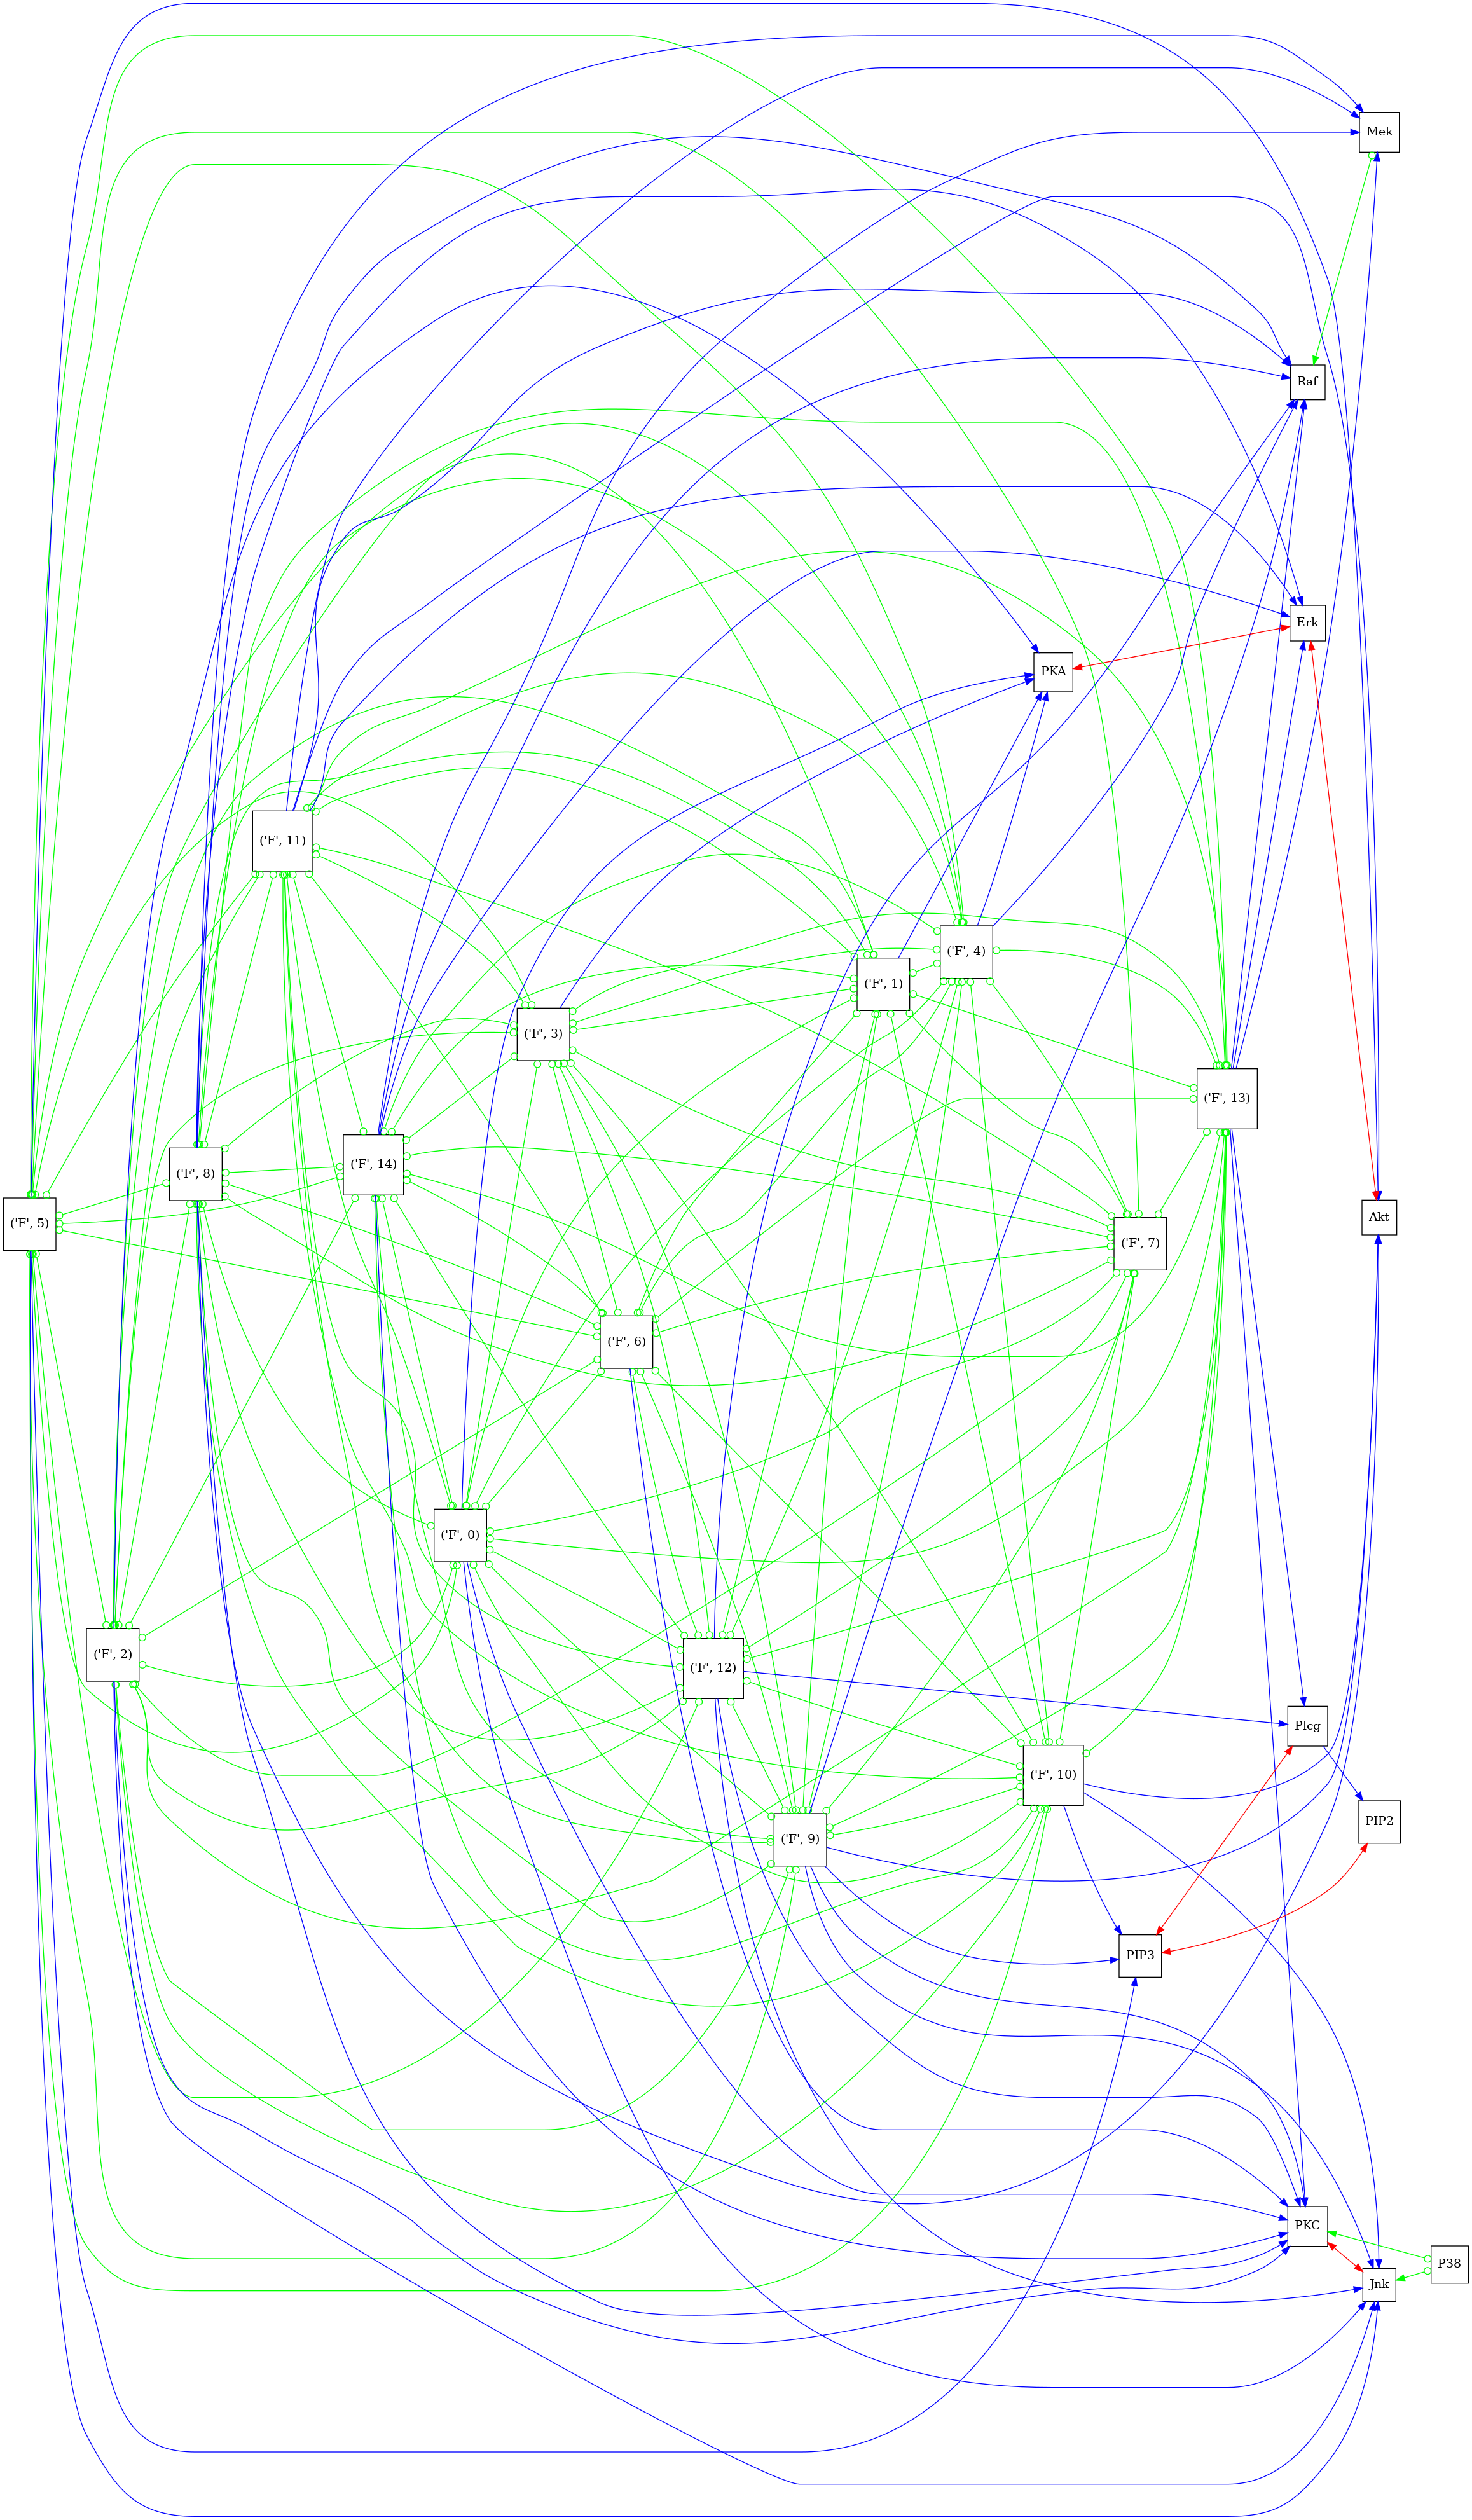 Mek
Raf
Erk
PKA
('F', 11)
('F', 4)
('F', 1)
('F', 3)
('F', 13)
('F', 14)
('F', 8)
('F', 5)
Akt
('F', 7)
('F', 6)
('F', 0)
('F', 2)
('F', 12)
Plcg
('F', 10)
PIP2
('F', 9)
PIP3
PKC
P38
Jnk